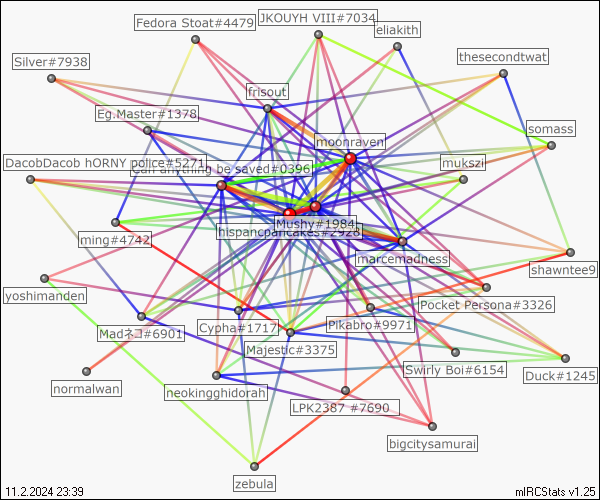 JKOUYH VIII#7034
Fedora Stoat#4479
eliakith
thesecondtwat
Silver#7938
frisout
Eg.Master#1378
somass
moonraven
DacobDacob hORNY police#5271
Can anything be saved#0396
mukszi
Mushy#1984
hispancpancakes#2928
ming#4742
marcemadness
shawntee9
yoshimanden
Pocket Persona#3326
Madネコ#6901
Cypha#1717
Pikabro#9971
Majestic#3375
Swirly Boi#6154
Duck#1245
normalwan
neokingghidorah
LPK2387 #7690
bigcitysamurai
zebula
11.2.2024 23:39
mIRCStats v1.25